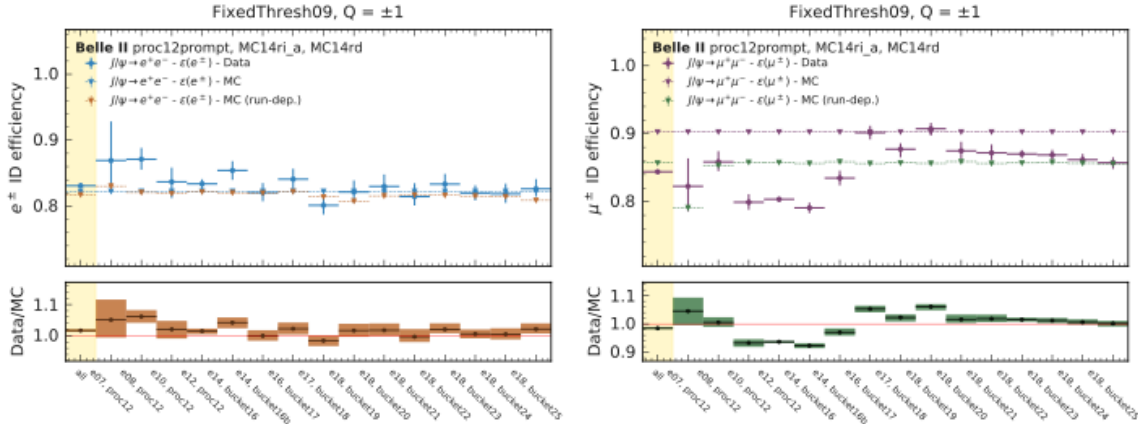 FixedThresh09, Q = ±1
Belle II proc12prompt, MC14ri_a, MC14rd
J/ψ → e⁺e⁻ - ε(e±) - Data
J/ψ → e⁺e⁻ - ε(e±) - MC
J/ψ → e⁺e⁻ - ε(e±) - MC (run-dep.)
e± ID efficiency
1.0
0.9
0.8
Data/MC
1.1
1.0
all
e07, proc12
e08, proc12
e10, proc12
e12, proc12
e14, bucket16
e14, bucket16b
e16, bucket17
e17, bucket18
e18, bucket19
e18, bucket20
e18, bucket21
e18, bucket22
e18, bucket23
e18, bucket24
e18, bucket25
FixedThresh09, Q = ±1
Belle II proc12prompt, MC14ri_a, MC14rd
J/ψ → μ⁺μ⁻ - ε(μ±) - Data
J/ψ → μ⁺μ⁻ - ε(μ±) - MC
J/ψ → μ⁺μ⁻ - ε(μ±) - MC (run-dep.)
μ± ID efficiency
1.0
0.9
0.8
Data/MC
1.1
1.0
0.9
all
e07, proc12
e08, proc12
e10, proc12
e12, proc12
e14, bucket16
e14, bucket16b
e16, bucket17
e17, bucket18
e18, bucket19
e18, bucket20
e18, bucket21
e18, bucket22
e18, bucket23
e18, bucket24
e18, bucket25